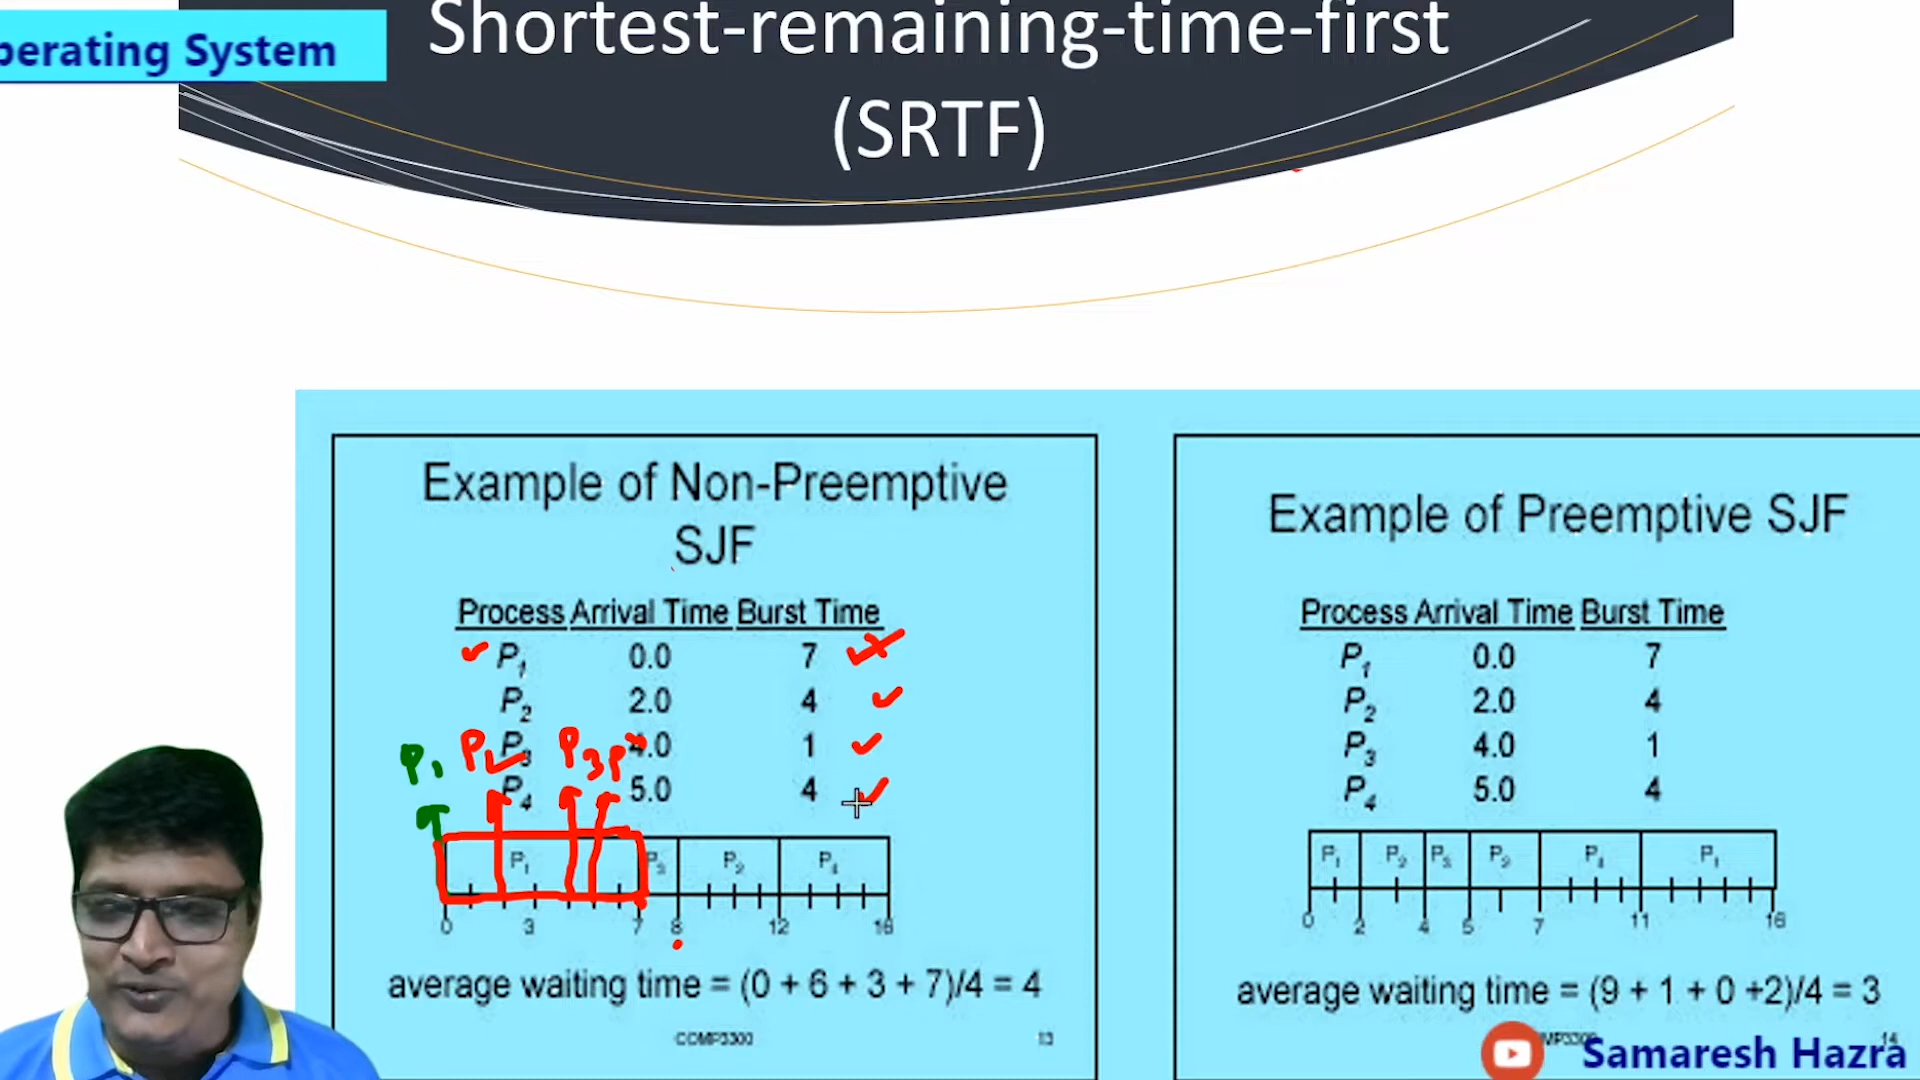 perating System
Shortest-remaining-time-first
(SRTF)
Example of Non-Preemptive
SJF
Process Arrival Time Burst Time
P1 0.0 7
P2 2.0 4
P3 4.0 1
P4 5.0 4
P1 P2 P3 P4
P1 P3 P2 P4
0 3 7 8 12 16
average waiting time = (0 + 6 + 3 + 7)/4 = 4
COMP3300 13
Example of Preemptive SJF
Process Arrival Time Burst Time
P1 0.0 7
P2 2.0 4
P3 4.0 1
P4 5.0 4
P1 P2 P3 P2 P4 P1
0 2 4 5 7 11 16
average waiting time = (9 + 1 + 0 +2)/4 = 3
14
Samaresh Hazra